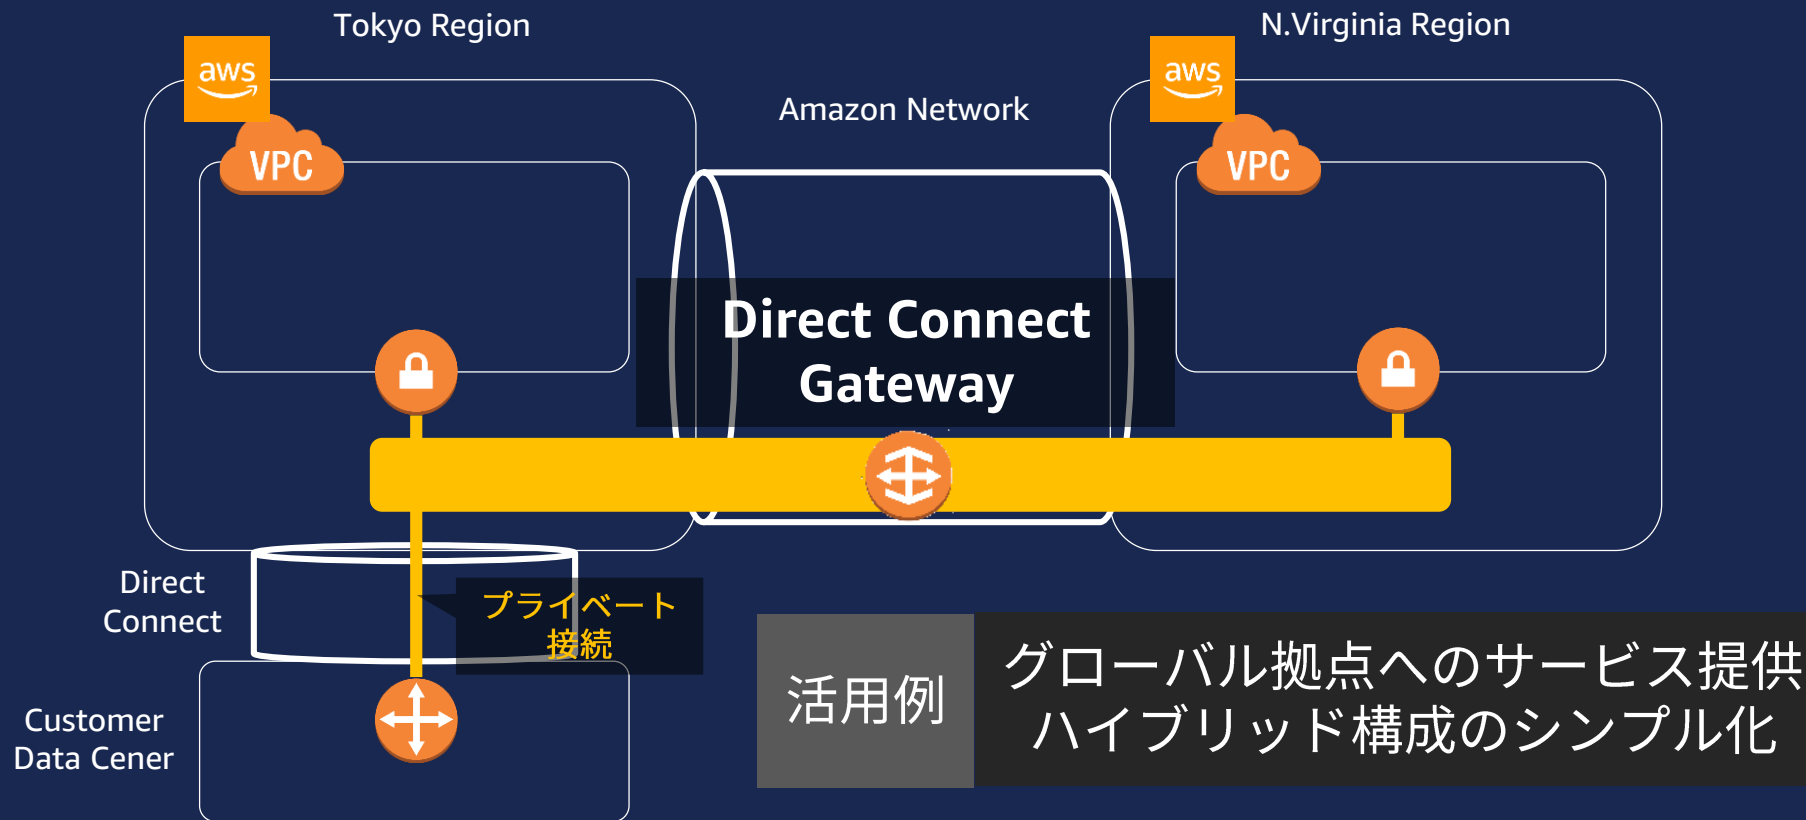 Tokyo Region
N.Virginia Region
aws
aws
Amazon Network
VPC
VPC
Direct Connect
Gateway
Direct
Connect
プライベート
接続
Customer
Data Cener
活用例
グローバル拠点へのサービス提供
ハイブリッド構成のシンプル化